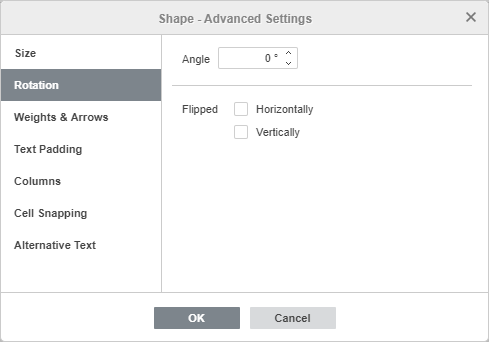 Shape - Advanced Settings
Size
Rotation
Weights & Arrows
Text Padding
Columns
Cell Snapping
Alternative Text
Angle 0 °
Flipped Horizontally
Vertically
OK Cancel